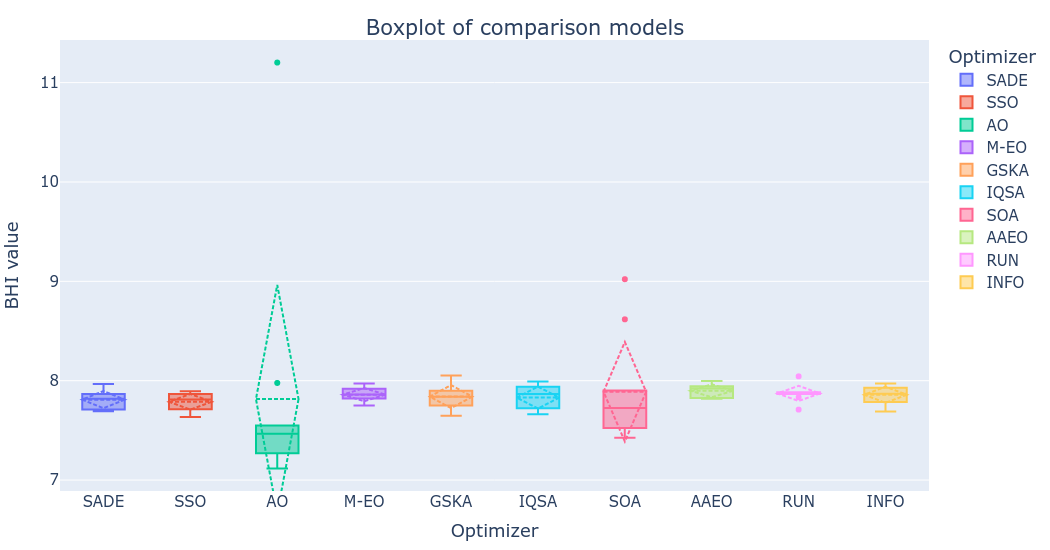 Boxplot of comparison models
BHI value
11
10
9
8
7
SADE
SSO
AO
M-EO
GSKA
IQSA
SOA
AAEO
RUN
INFO
Optimizer
Optimizer
SADE
SSO
AO
M-EO
GSKA
IQSA
SOA
AAEO
RUN
INFO